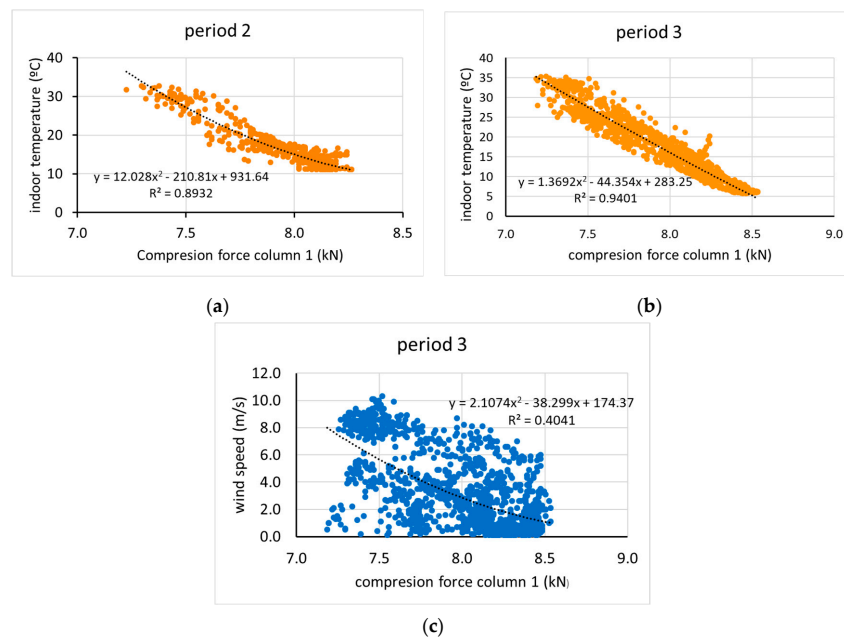 period 2
40
30
20
10
0
indoor temperature (ºC)
y = 12.028x² - 210.81x + 931.64
R² = 0.8932
7.0 7.5 8.0 8.5
Compresion force column 1 (kN)
(a)
period 3
40
35
30
25
20
15
10
5
0
indoor temperature (ºC)
y = 1.3692x² - 44.354x + 283.25
R² = 0.9401
7.0 7.5 8.0 8.5 9.0
compresion force column 1 (kN)
(b)
period 3
12.0
10.0
8.0
6.0
4.0
2.0
0.0
wind speed (m/s)
y = 2.1074x² - 38.299x + 174.37
R² = 0.4041
7.0 7.5 8.0 8.5 9.0
compresion force column 1 (kN)
(c)